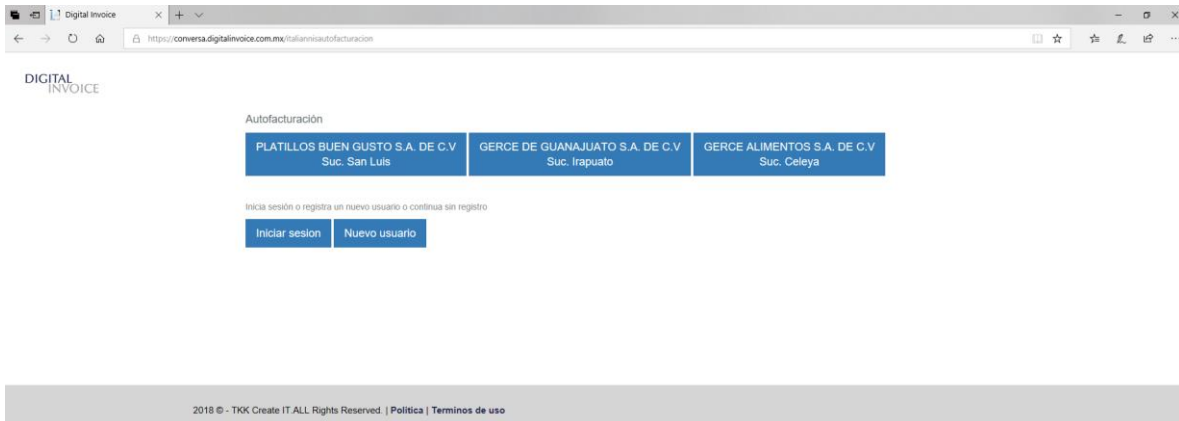 Digital Invoice
https://conversa.digitalinvoice.com.mx/italiannisautofacturacion
DIGITAL
INVOICE
Autofacturación
PLATILLOS BUEN GUSTO S.A. DE C.V
Suc. San Luis
GERCE DE GUANAJUATO S.A. DE C.V
Suc. Irapuato
GERCE ALIMENTOS S.A. DE C.V
Suc. Celeya
Inicia sesión o registra un nuevo usuario o continua sin registro
Iniciar sesion
Nuevo usuario
2018 © - TKK Create IT.ALL Rights Reserved. | Política | Terminos de uso